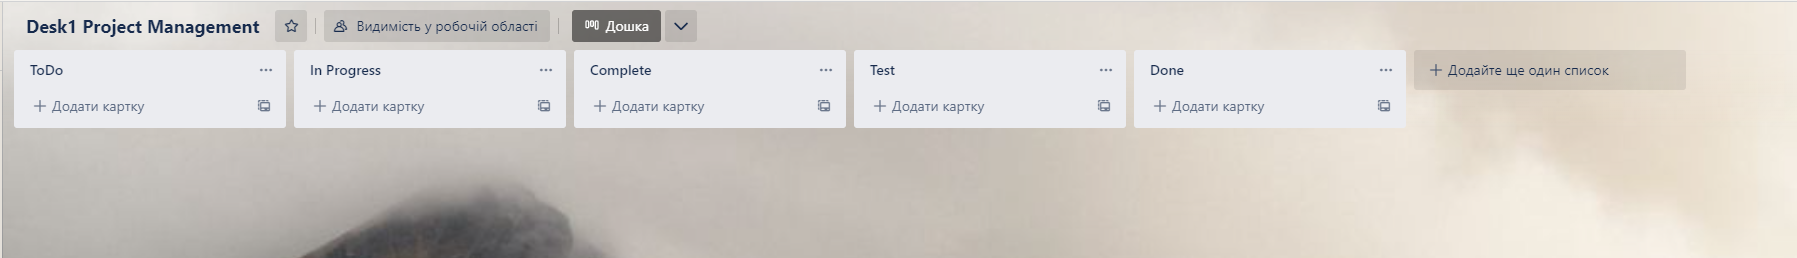 Desk1 Project Management Видимість у робочій області Дошка
ToDo In Progress Complete Test Done + Додайте ще один список
+ Додати картку + Додати картку + Додати картку + Додати картку + Додати картку